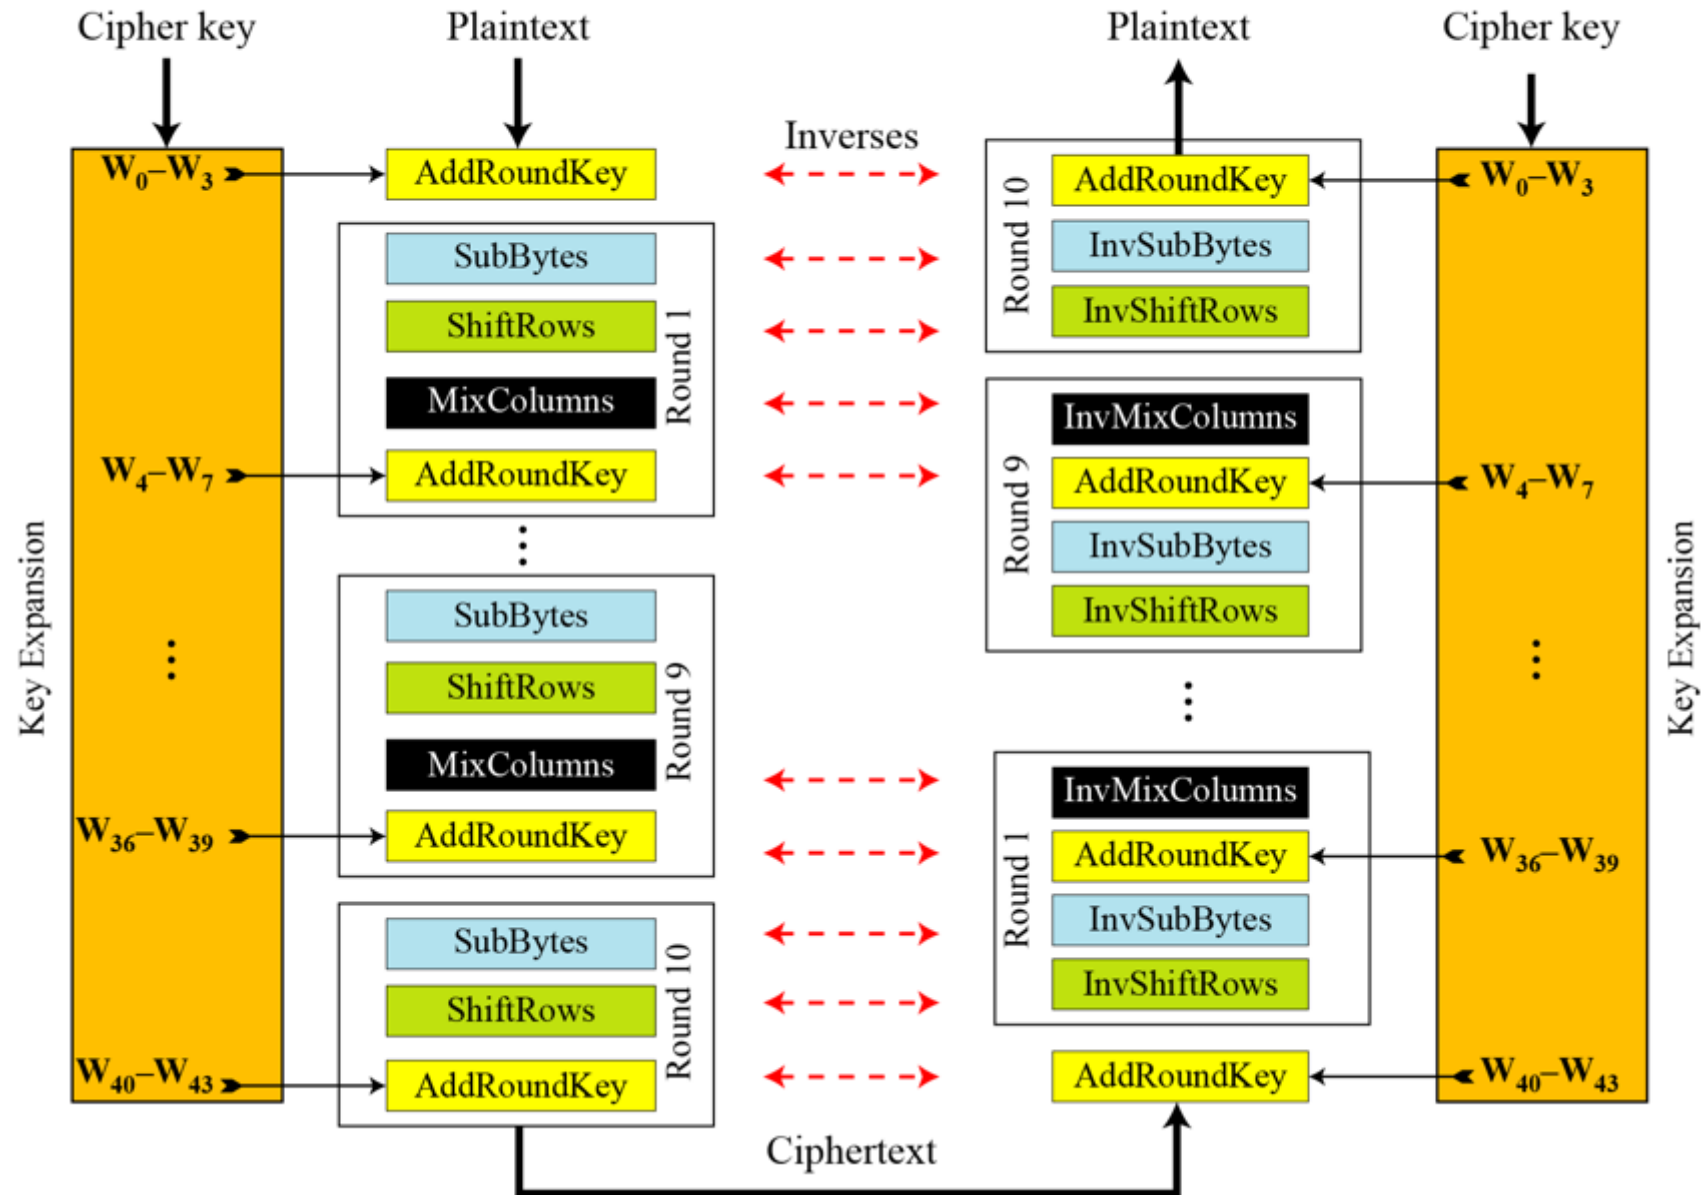 Cipher key
Plaintext
Plaintext
Cipher key
Inverses
W₀–W₃
AddRoundKey
SubBytes
ShiftRows
MixColumns
W₄–W₇
AddRoundKey
Round 1
⋮
SubBytes
ShiftRows
MixColumns
W₃₆–W₃₉
AddRoundKey
Round 9
SubBytes
ShiftRows
W₄₀–W₄₃
AddRoundKey
Round 10
Key Expansion
⋮
Ciphertext
AddRoundKey
W₀–W₃
InvSubBytes
InvShiftRows
Round 10
InvMixColumns
AddRoundKey
W₄–W₇
InvSubBytes
InvShiftRows
Round 9
⋮
InvMixColumns
AddRoundKey
W₃₆–W₃₉
InvSubBytes
InvShiftRows
Round 1
AddRoundKey
W₄₀–W₄₃
⋮
Key Expansion